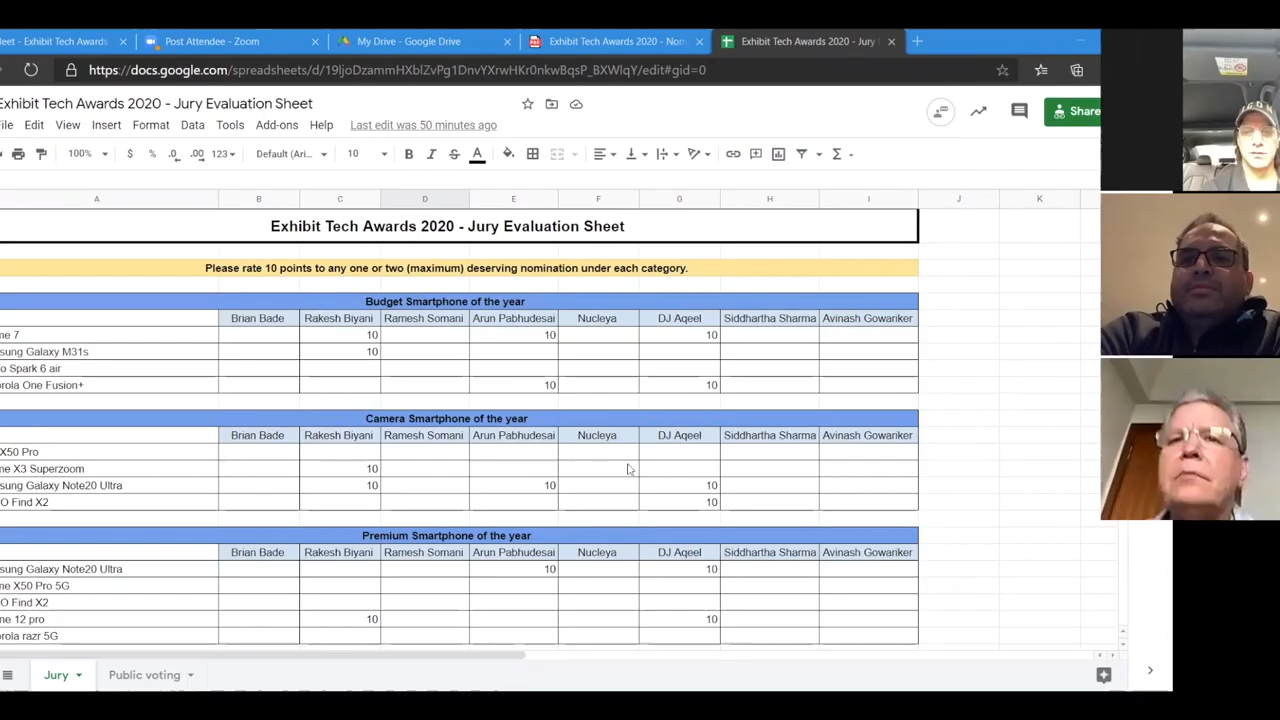 eet - Exhibit Tech Awards
Post Attendee - Zoom
My Drive - Google Drive
Exhibit Tech Awards 2020 - Nom
Exhibit Tech Awards 2020 - Jury
https://docs.google.com/spreadsheets/d/19ljoDzammHXblZvPg1DnvYXrwHKr0nkwBqsP_BXWlqY/edit#gid=0
Exhibit Tech Awards 2020 - Jury Evaluation Sheet
File Edit View Insert Format Data Tools Add-ons Help Last edit was 50 minutes ago
Share
100% $ % .0 .00 123 Default (Ari... 10 B I S A
A B C D E F G H I J K
Exhibit Tech Awards 2020 - Jury Evaluation Sheet
Please rate 10 points to any one or two (maximum) deserving nomination under each category.
Budget Smartphone of the year
Brian Bade Rakesh Biyani Ramesh Somani Arun Pabhudesai Nucleya DJ Aqeel Siddhartha Sharma Avinash Gowariker
me 7 10 10 10
sung Galaxy M31s 10
o Spark 6 air
orola One Fusion+ 10 10
Camera Smartphone of the year
Brian Bade Rakesh Biyani Ramesh Somani Arun Pabhudesai Nucleya DJ Aqeel Siddhartha Sharma Avinash Gowariker
X50 Pro
me X3 Superzoom 10
sung Galaxy Note20 Ultra 10 10 10
O Find X2 10
Premium Smartphone of the year
Brian Bade Rakesh Biyani Ramesh Somani Arun Pabhudesai Nucleya DJ Aqeel Siddhartha Sharma Avinash Gowariker
sung Galaxy Note20 Ultra 10 10
me X50 Pro 5G
O Find X2
ne 12 pro 10 10
orola razr 5G
Jury Public voting